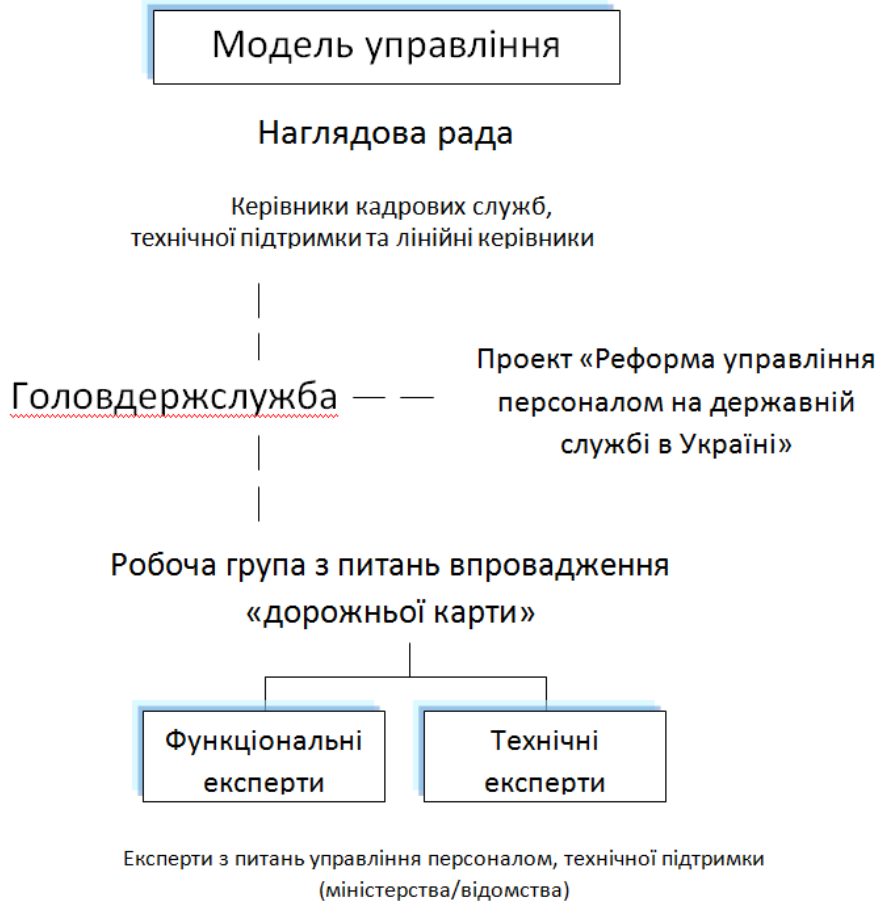 Модель управління
Наглядова рада
Керівники кадрових служб,
технічної підтримки та лінійні керівники
Головдержслужба
Проект «Реформа управління
персоналом на державній
службі в Україні»
Робоча група з питань впровадження
«дорожньої карти»
Функціональні
експерти
Технічні
експерти
Експерти з питань управління персоналом, технічної підтримки
(міністерства/відомства)